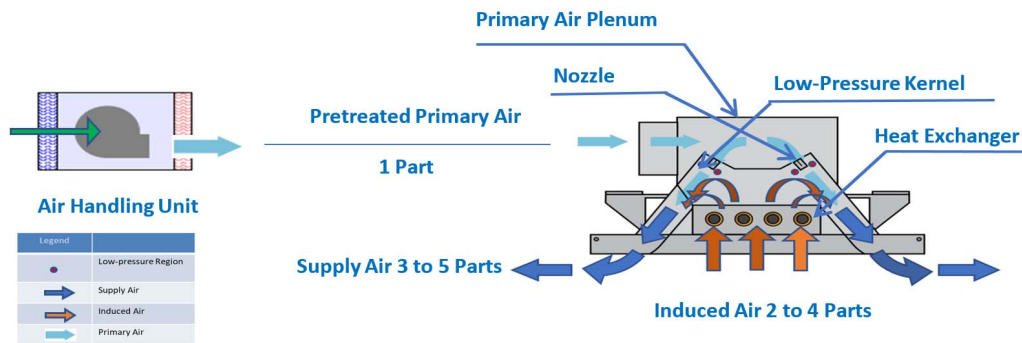 Primary Air Plenum
Nozzle
Low-Pressure Kernel
Pretreated Primary Air
1 Part
Heat Exchanger
Air Handling Unit
Legend
Low-pressure Region
Supply Air
Induced Air
Primary Air
Supply Air 3 to 5 Parts
Induced Air 2 to 4 Parts